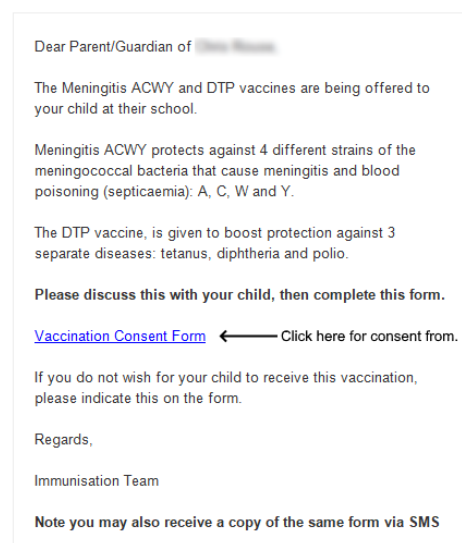 Dear Parent/Guardian of
The Meningitis ACWY and DTP vaccines are being offered to
your child at their school.
Meningitis ACWY protects against 4 different strains of the
meningococcal bacteria that cause meningitis and blood
poisoning (septicaemia): A, C, W and Y.
The DTP vaccine, is given to boost protection against 3
separate diseases: tetanus, diphtheria and polio.
Please discuss this with your child, then complete this form.
Vaccination Consent Form Click here for consent from.
If you do not wish for your child to receive this vaccination,
please indicate this on the form.
Regards,
Immunisation Team
Note you may also receive a copy of the same form via SMS